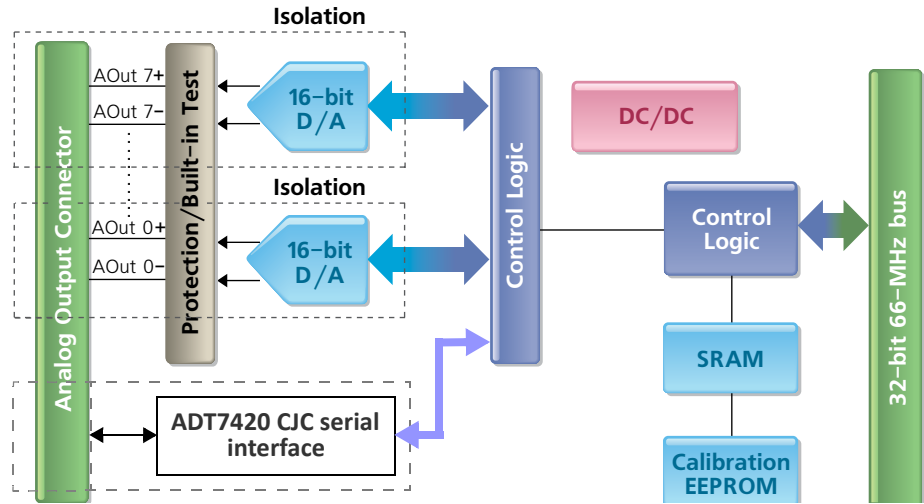 Isolation
Analog Output Connector
AOut 7+
AOut 7-
Protection/Built-in Test
16-bit
D/A
Isolation
AOut 0+
AOut 0-
16-bit
D/A
Control Logic
DC/DC
Control
Logic
SRAM
Calibration
EEPROM
32-bit 66-MHz bus
ADT7420 CJC serial
interface